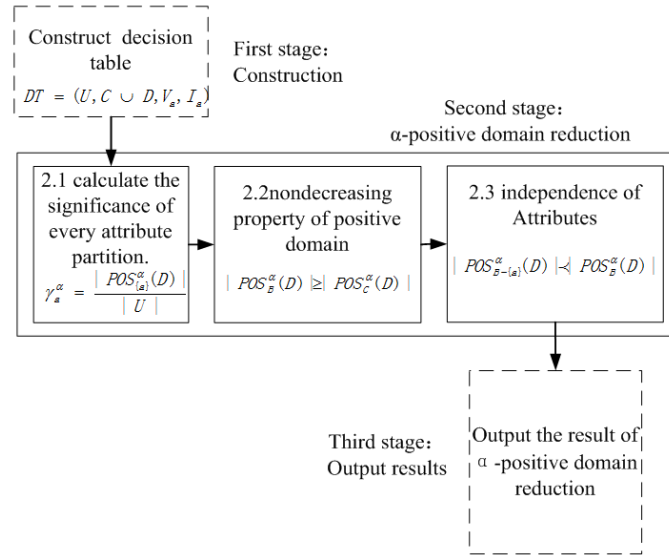 Construct decision
table
DT = (U, C ∪ D, V_a, I_a)
First stage:
Construction
Second stage:
α-positive domain reduction
2.1 calculate the
significance of
every attribute
partition.
γ_a^α = | POS_{a}^α (D) | / | U |
2.2nondecreasing
property of positive
domain
| POS_B^α (D) | ≥ | POS_C^α (D) |
2.3 independence of
Attributes
| POS_{B-{a}}^α (D) | ≺ | POS_B^α (D) |
Third stage:
Output results
Output the result of
α -positive domain
reduction